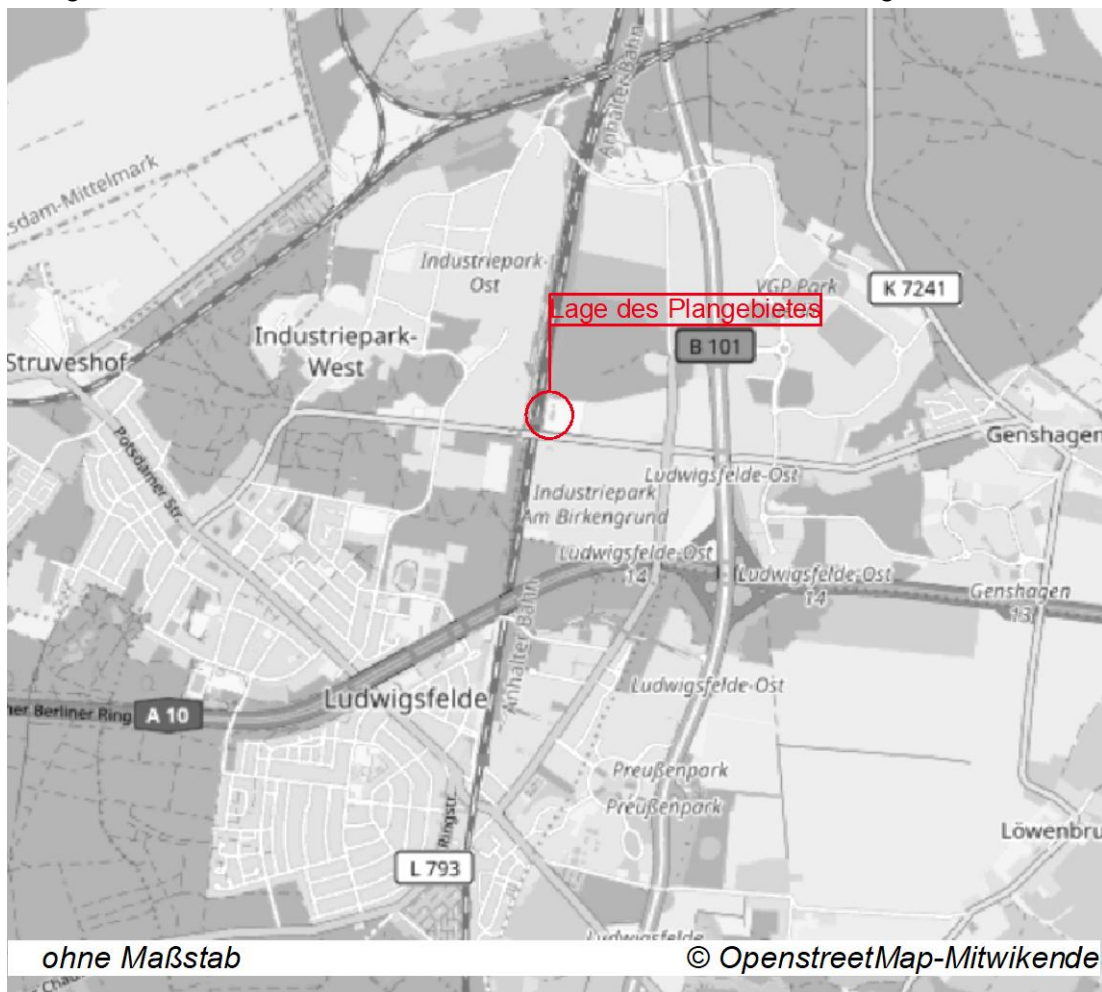 Anhalter Bahn
sdam-Mittelmark
Industriepark-
Ost
VGP Park
K 7241
Lage des Plangebietes
B 101
Industriepark-
West
Struveshof
Potsdamer Str.
Genshagen
Ludwigsfelde-Ost
Industriepark
Am Birkengrund
Ludwigsfelde-Ost
14
Ludwigsfelde-Ost
14
Genshagen
13
Anhalter Bahn
Ludwigsfelde
Ludwigsfelde-Ost
her Berliner Ring
A 10
Preußenpark
Preußenpark
Ringstr.
Löwenbru
L 793
Ludwigsfelde
ohne Maßstab
© OpenstreetMap-Mitwikende